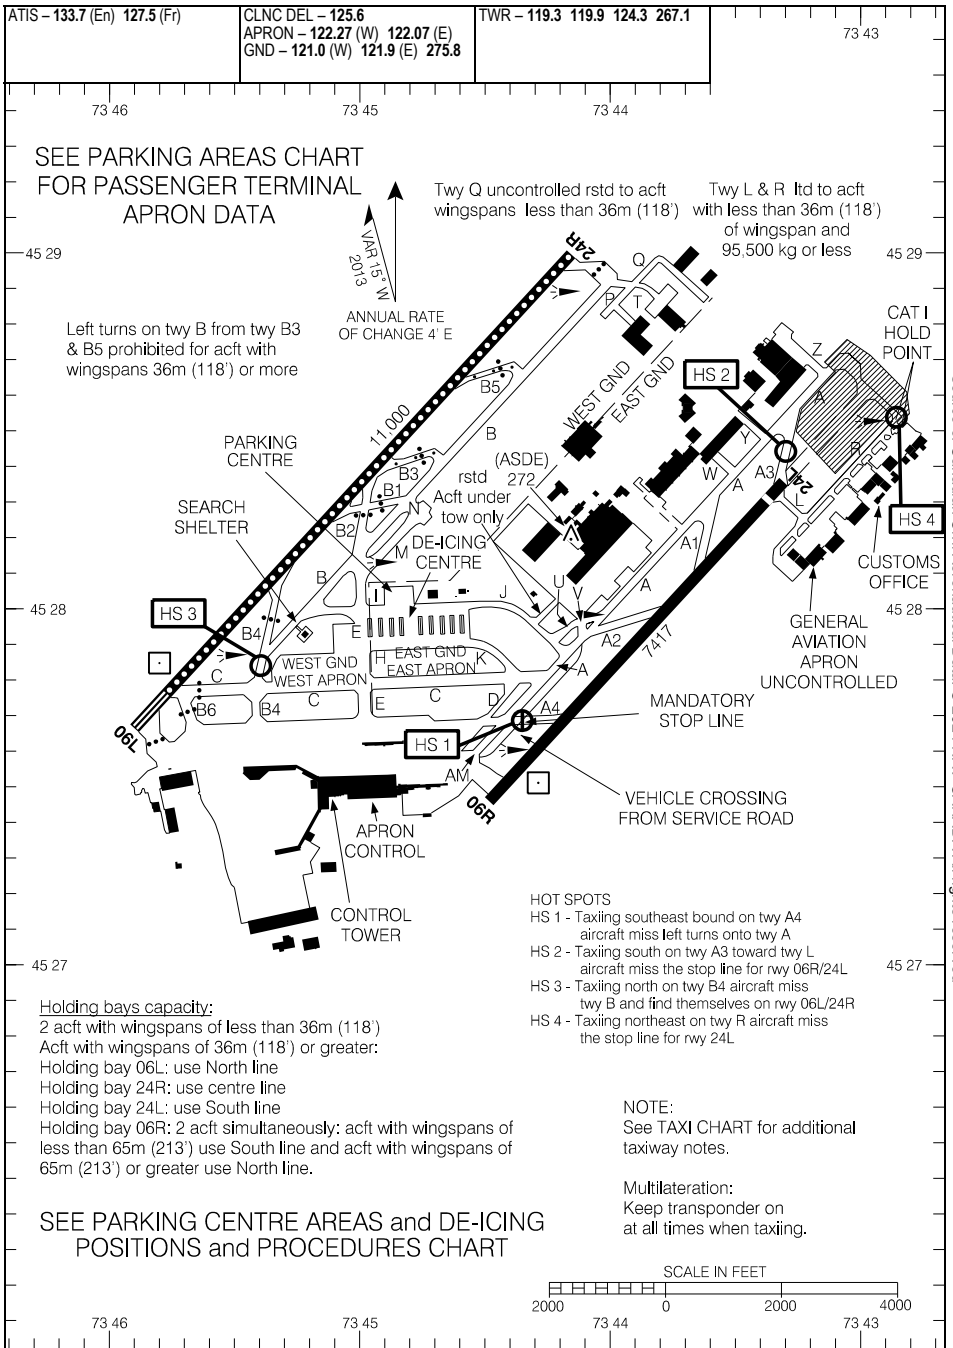 ATIS – 133.7 (En) 127.5 (Fr)
CLNC DEL – 125.6
APRON – 122.27 (W) 122.07 (E)
GND – 121.0 (W) 121.9 (E) 275.8
TWR – 119.3 119.9 124.3 267.1
73 43
73 46
73 45
73 44
SEE PARKING AREAS CHART
FOR PASSENGER TERMINAL
APRON DATA
VAR 15° W
2013
ANNUAL RATE
OF CHANGE 4' E
Twy Q uncontrolled rstd to acft
wingspans less than 36m (118')
Twy L & R ltd to acft
with less than 36m (118')
of wingspan and
95,500 kg or less
45 29
45 29
24R
Q
P
T
Left turns on twy B from twy B3
& B5 prohibited for acft with
wingspans 36m (118') or more
CAT I
HOLD
POINT
Z
HS 2
WEST GND
EAST GND
B5
A
11,000
B
R
PARKING
CENTRE
Y
(ASDE)
272
rstd
Acft under
tow only
B3
B1
W
A
A3
24L
L
SEARCH
SHELTER
N
B2
HS 4
M
DE-ICING
CENTRE
A1
CUSTOMS
OFFICE
B
I
J
U
V
A
45 28
45 28
HS 3
B4
E
A2
7417
GENERAL
AVIATION
APRON
UNCONTROLLED
WEST GND
WEST APRON
H
EAST GND
EAST APRON
K
A
C
B6
B4
C
E
C
D
A4
MANDATORY
STOP LINE
06L
HS 1
AM
06R
VEHICLE CROSSING
FROM SERVICE ROAD
APRON
CONTROL
CONTROL
TOWER
HOT SPOTS
HS 1 - Taxiing southeast bound on twy A4
aircraft miss left turns onto twy A
HS 2 - Taxiing south on twy A3 toward twy L
aircraft miss the stop line for rwy 06R/24L
HS 3 - Taxiing north on twy B4 aircraft miss
twy B and find themselves on rwy 06L/24R
HS 4 - Taxiing northeast on twy R aircraft miss
the stop line for rwy 24L
45 27
45 27
Holding bays capacity:
2 acft with wingspans of less than 36m (118')
Acft with wingspans of 36m (118') or greater:
Holding bay 06L: use North line
Holding bay 24R: use centre line
Holding bay 24L: use South line
Holding bay 06R: 2 acft simultaneously: acft with wingspans of
less than 65m (213') use South line and acft with wingspans of
65m (213') or greater use North line.
NOTE:
See TAXI CHART for additional
taxiway notes.
Multilateration:
Keep transponder on
at all times when taxiing.
SEE PARKING CENTRE AREAS and DE-ICING
POSITIONS and PROCEDURES CHART
SCALE IN FEET
2000
0
2000
4000
73 46
73 45
73 44
73 43